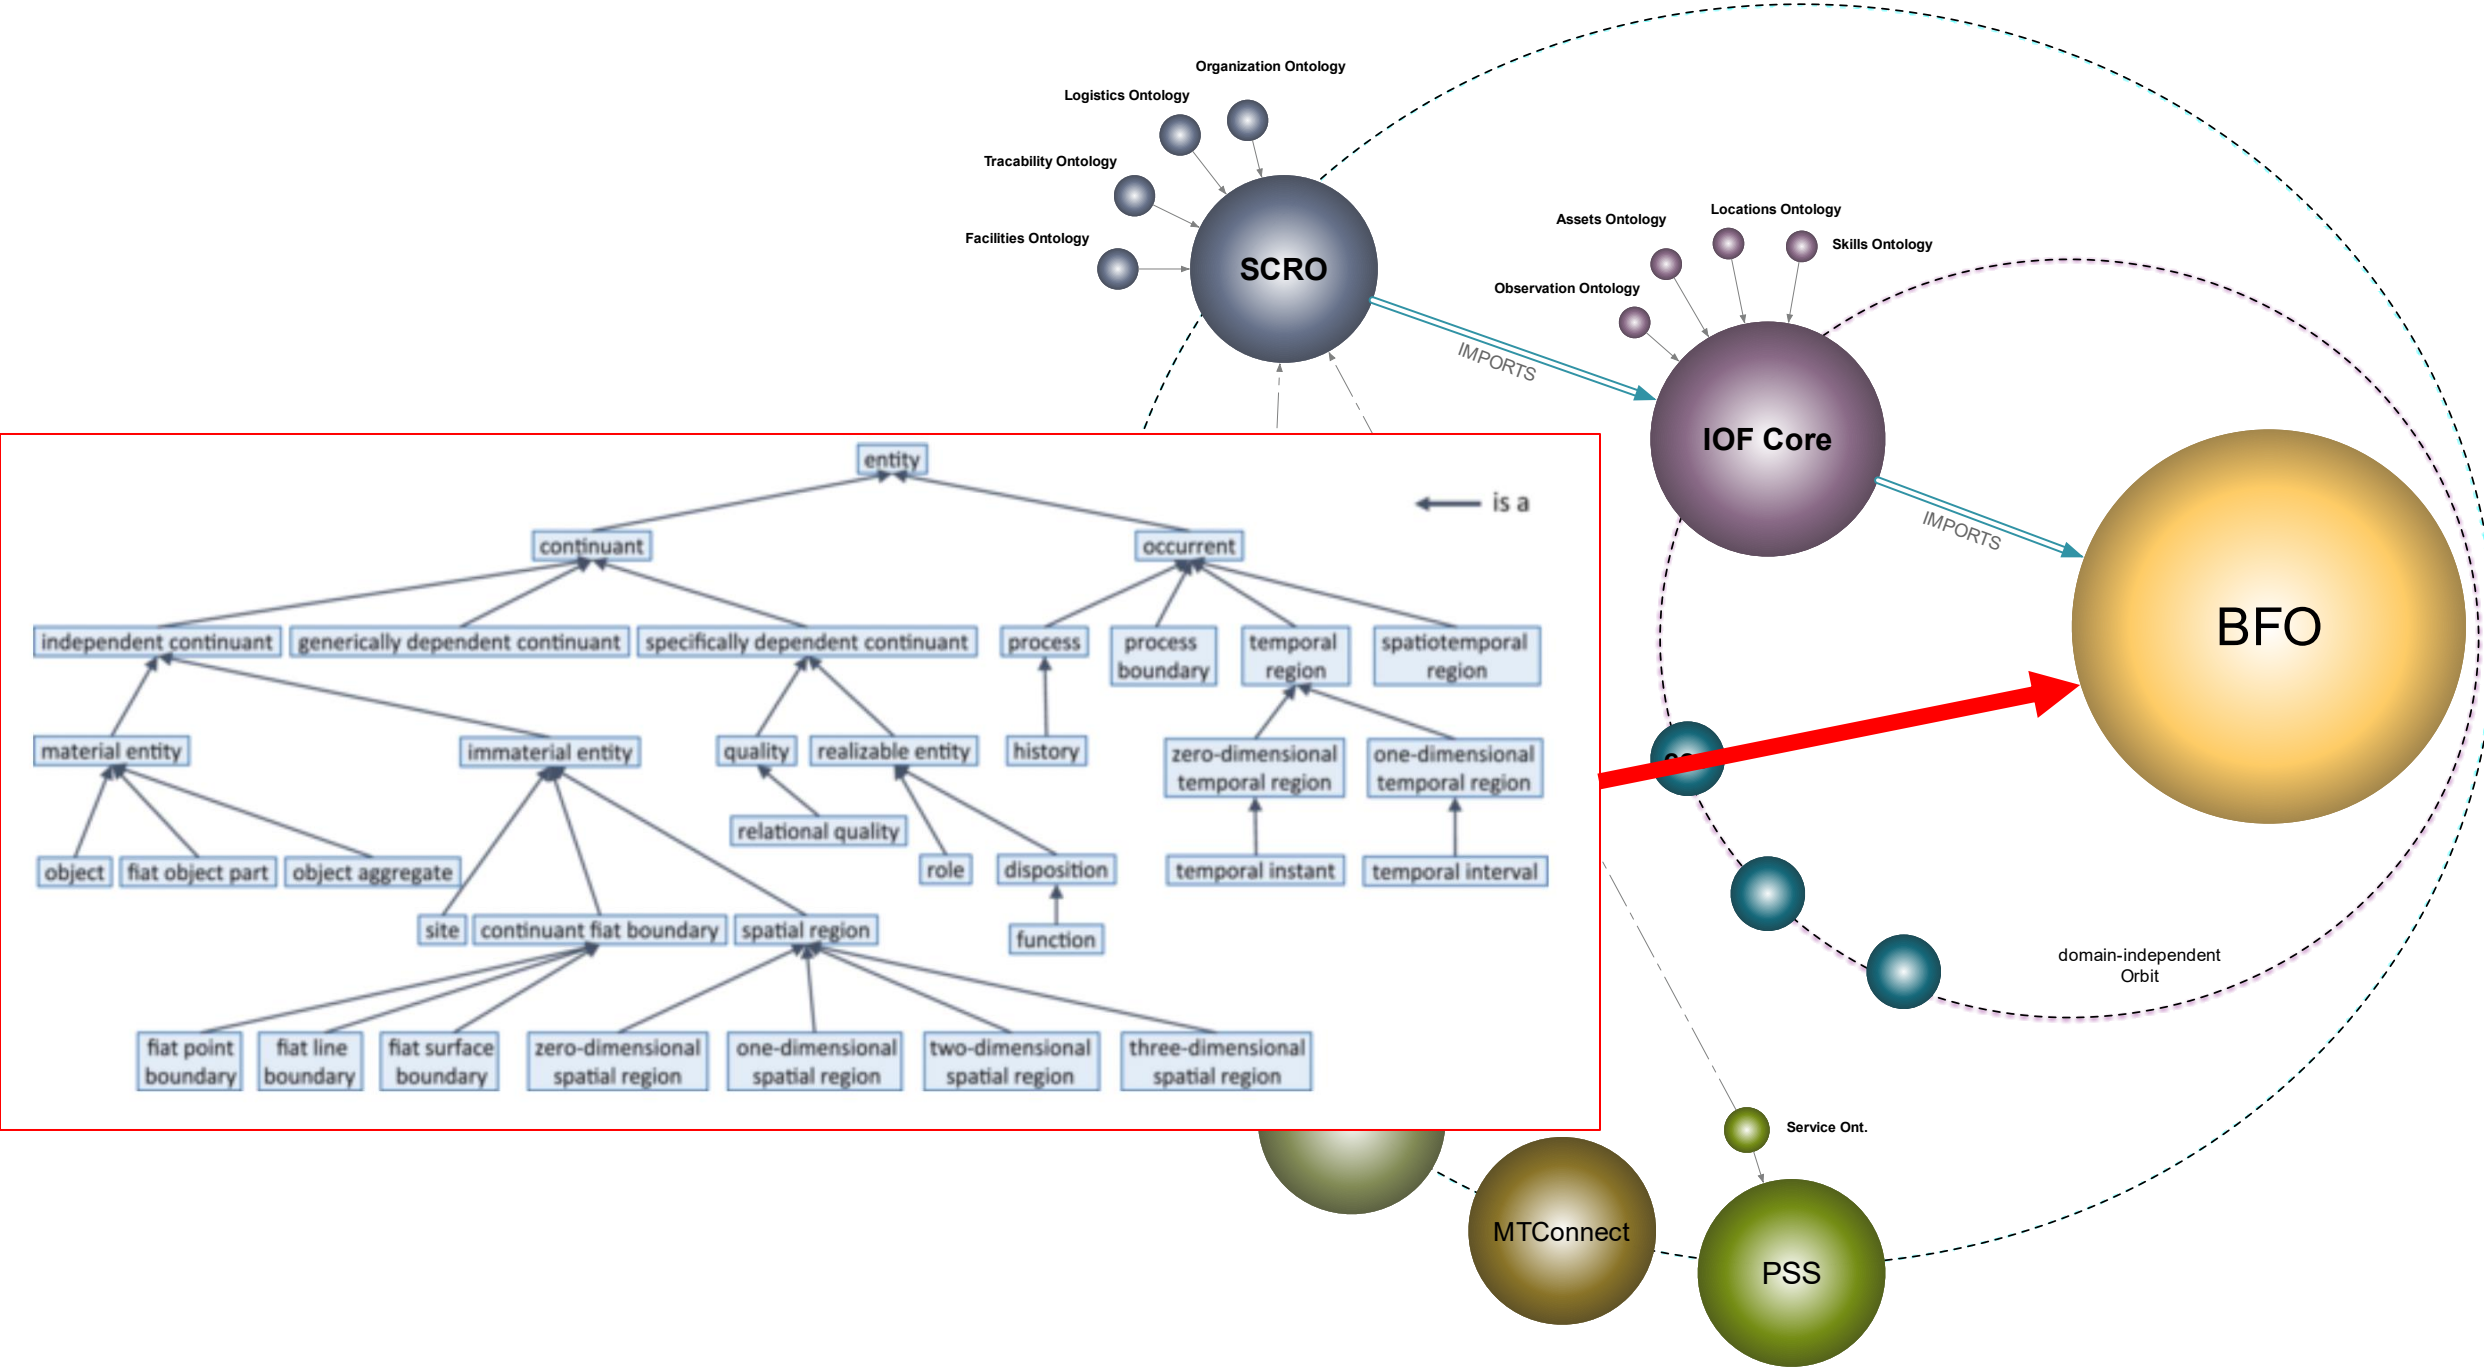 Organization Ontology
Logistics Ontology
Tracability Ontology
Facilities Ontology
SCRO
Assets Ontology
Locations Ontology
Skills Ontology
Observation Ontology
IMPORTS
IOF Core
IMPORTS
BFO
entity
is a
continuant
occurrent
independent continuant
generically dependent continuant
specifically dependent continuant
process
process
boundary
temporal
region
spatiotemporal
region
material entity
immaterial entity
quality
realizable entity
history
zero-dimensional
temporal region
one-dimensional
temporal region
relational quality
object
fiat object part
object aggregate
role
disposition
temporal instant
temporal interval
site
continuant fiat boundary
spatial region
function
fiat point
boundary
fiat line
boundary
fiat surface
boundary
zero-dimensional
spatial region
one-dimensional
spatial region
two-dimensional
spatial region
three-dimensional
spatial region
domain-independent
Orbit
Service Ont.
MTConnect
PSS